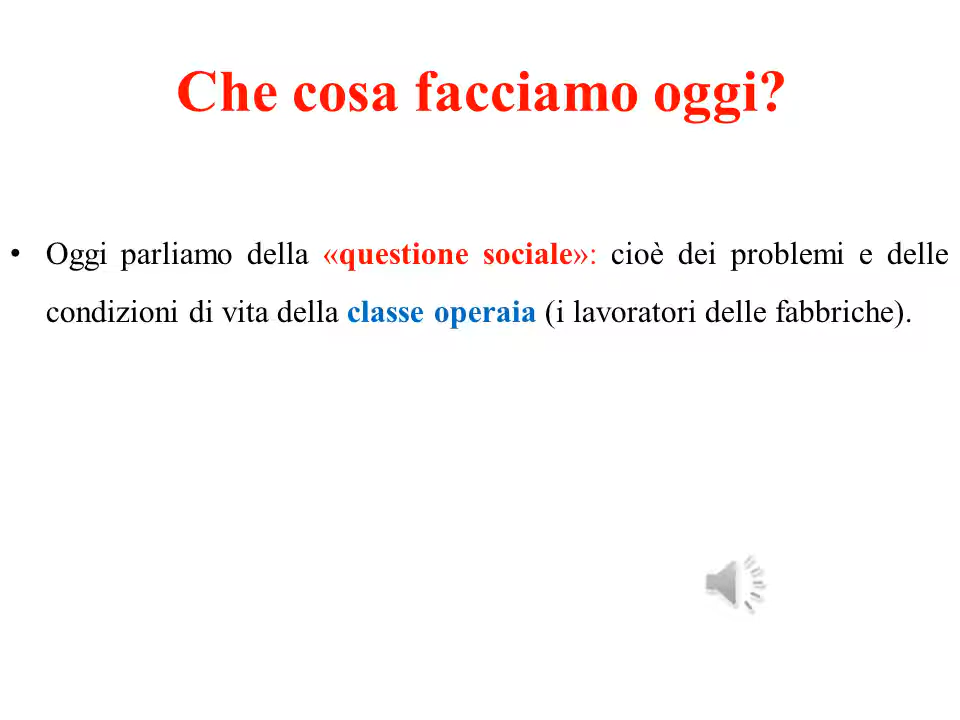 Che cosa facciamo oggi?
• Oggi parliamo della «questione sociale»: cioè dei problemi e delle
condizioni di vita della classe operaia (i lavoratori delle fabbriche).